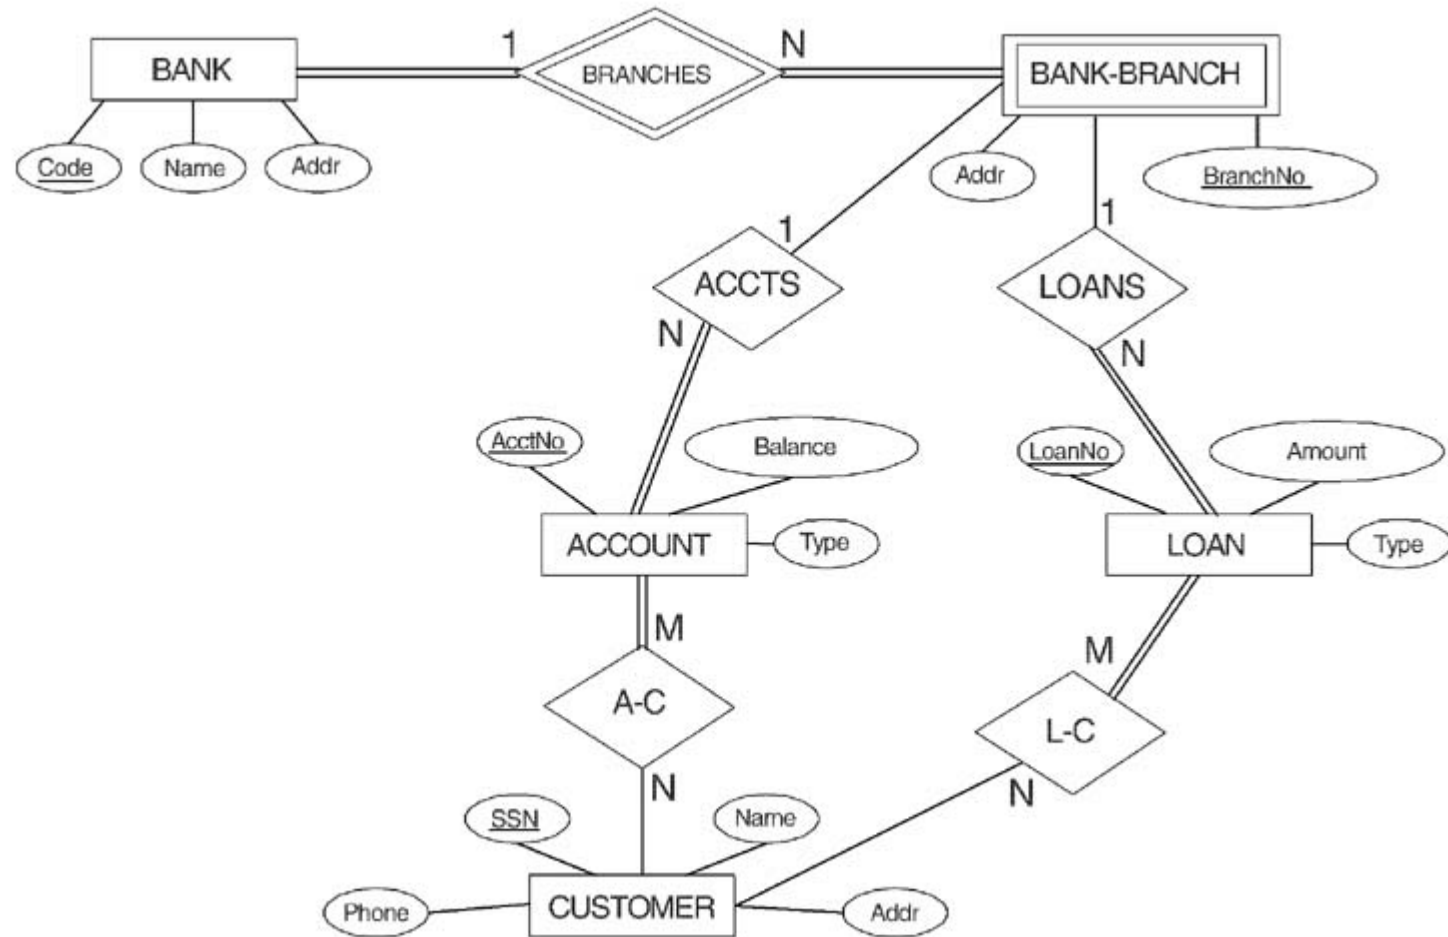 BANK
1
BRANCHES
N
BANK-BRANCH
Code
Name
Addr
Addr
BranchNo
1
ACCTS
N
1
LOANS
N
AcctNo
Balance
LoanNo
Amount
ACCOUNT
Type
LOAN
Type
M
A-C
N
M
L-C
N
SSN
Name
Phone
CUSTOMER
Addr